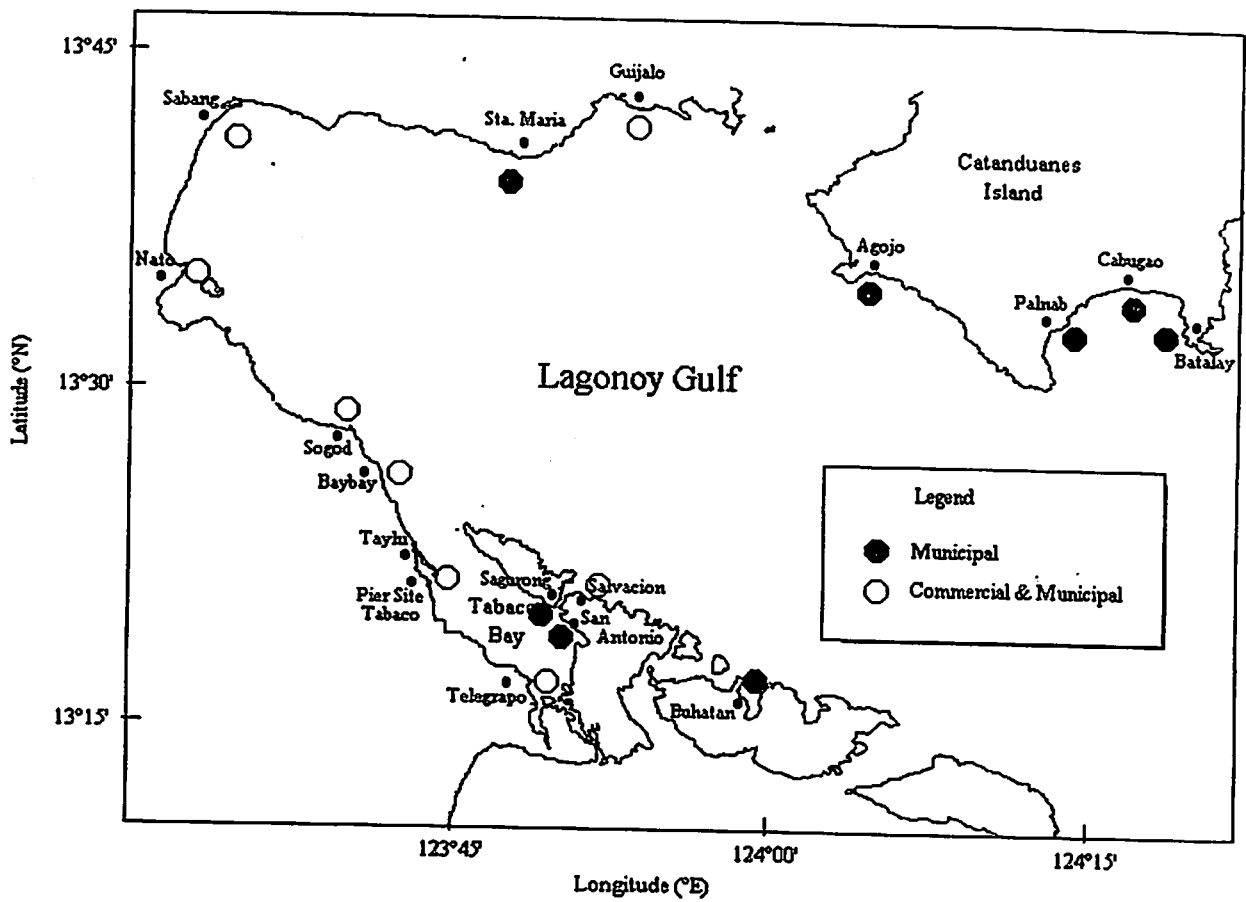 13°45'
Guijalo
Sabang
Sta. Maria
Catanduanes
Island
Nato
Agojo
Cabugao
Palnab
Batalay
Latitude (°N)
13°30'
Lagonoy Gulf
Sogod
Baybay
Legend
Municipal
Commercial & Municipal
Tayhi
Pier Site
Tabaco
Sagurong
Salvacion
Tabaco
Bay
San
Antonio
Telegrapo
Buhatan
13°15'
123°45'
124°00'
124°15'
Longitude (°E)